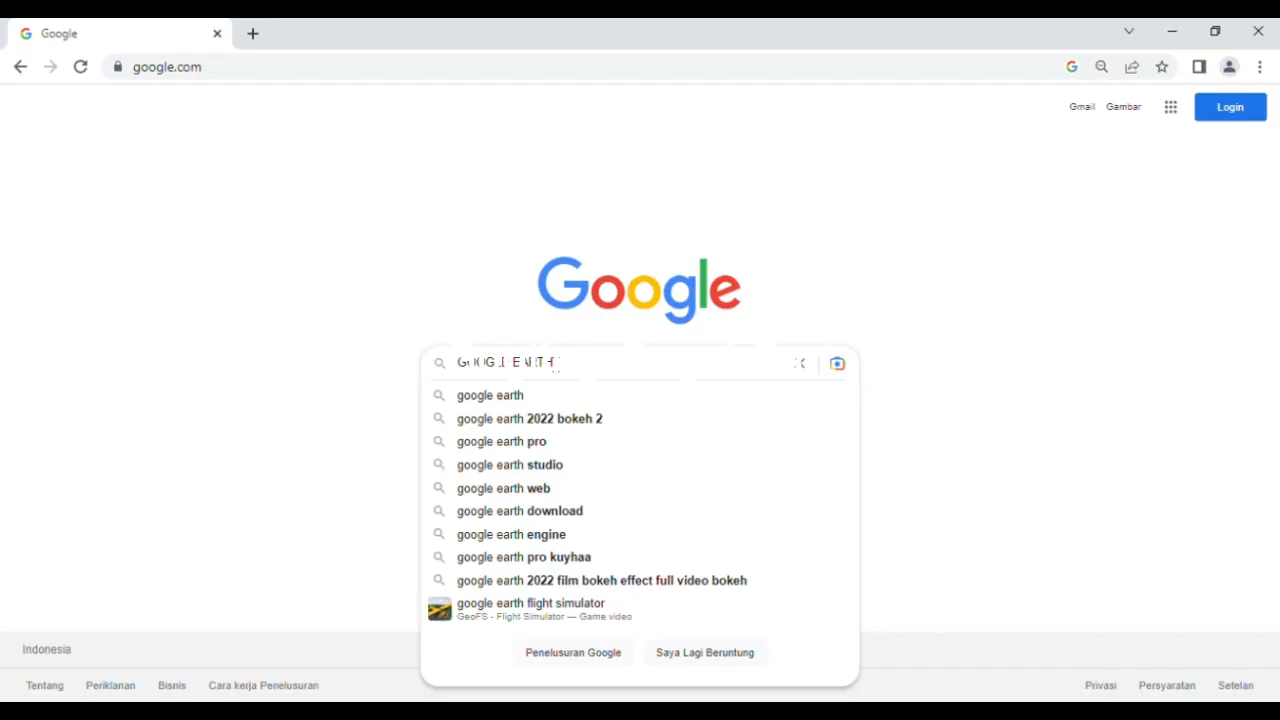 Google
google.com
Gmail Gambar
Login
Google
GOOGLE EARTH
google earth
google earth 2022 bokeh 2
google earth pro
google earth studio
google earth web
google earth download
google earth engine
google earth pro kuyhaa
google earth 2022 film bokeh effect full video bokeh
google earth flight simulator
GeoFS - Flight Simulator — Game video
Penelusuran Google Saya Lagi Beruntung
Indonesia
Tentang Periklanan Bisnis Cara kerja Penelusuran Privasi Persyaratan Setelan